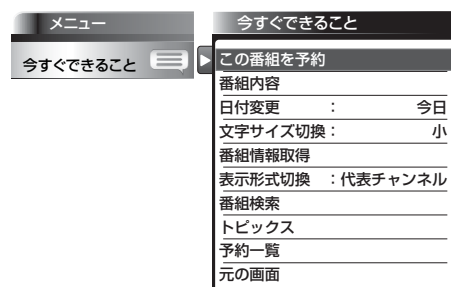 メニュー
今すぐできること
今すぐできること
この番組を予約
番組内容
日付変更 : 今日
文字サイズ切換 : 小
番組情報取得
表示形式切換 : 代表チャンネル
番組検索
トピックス
予約一覧
元の画面